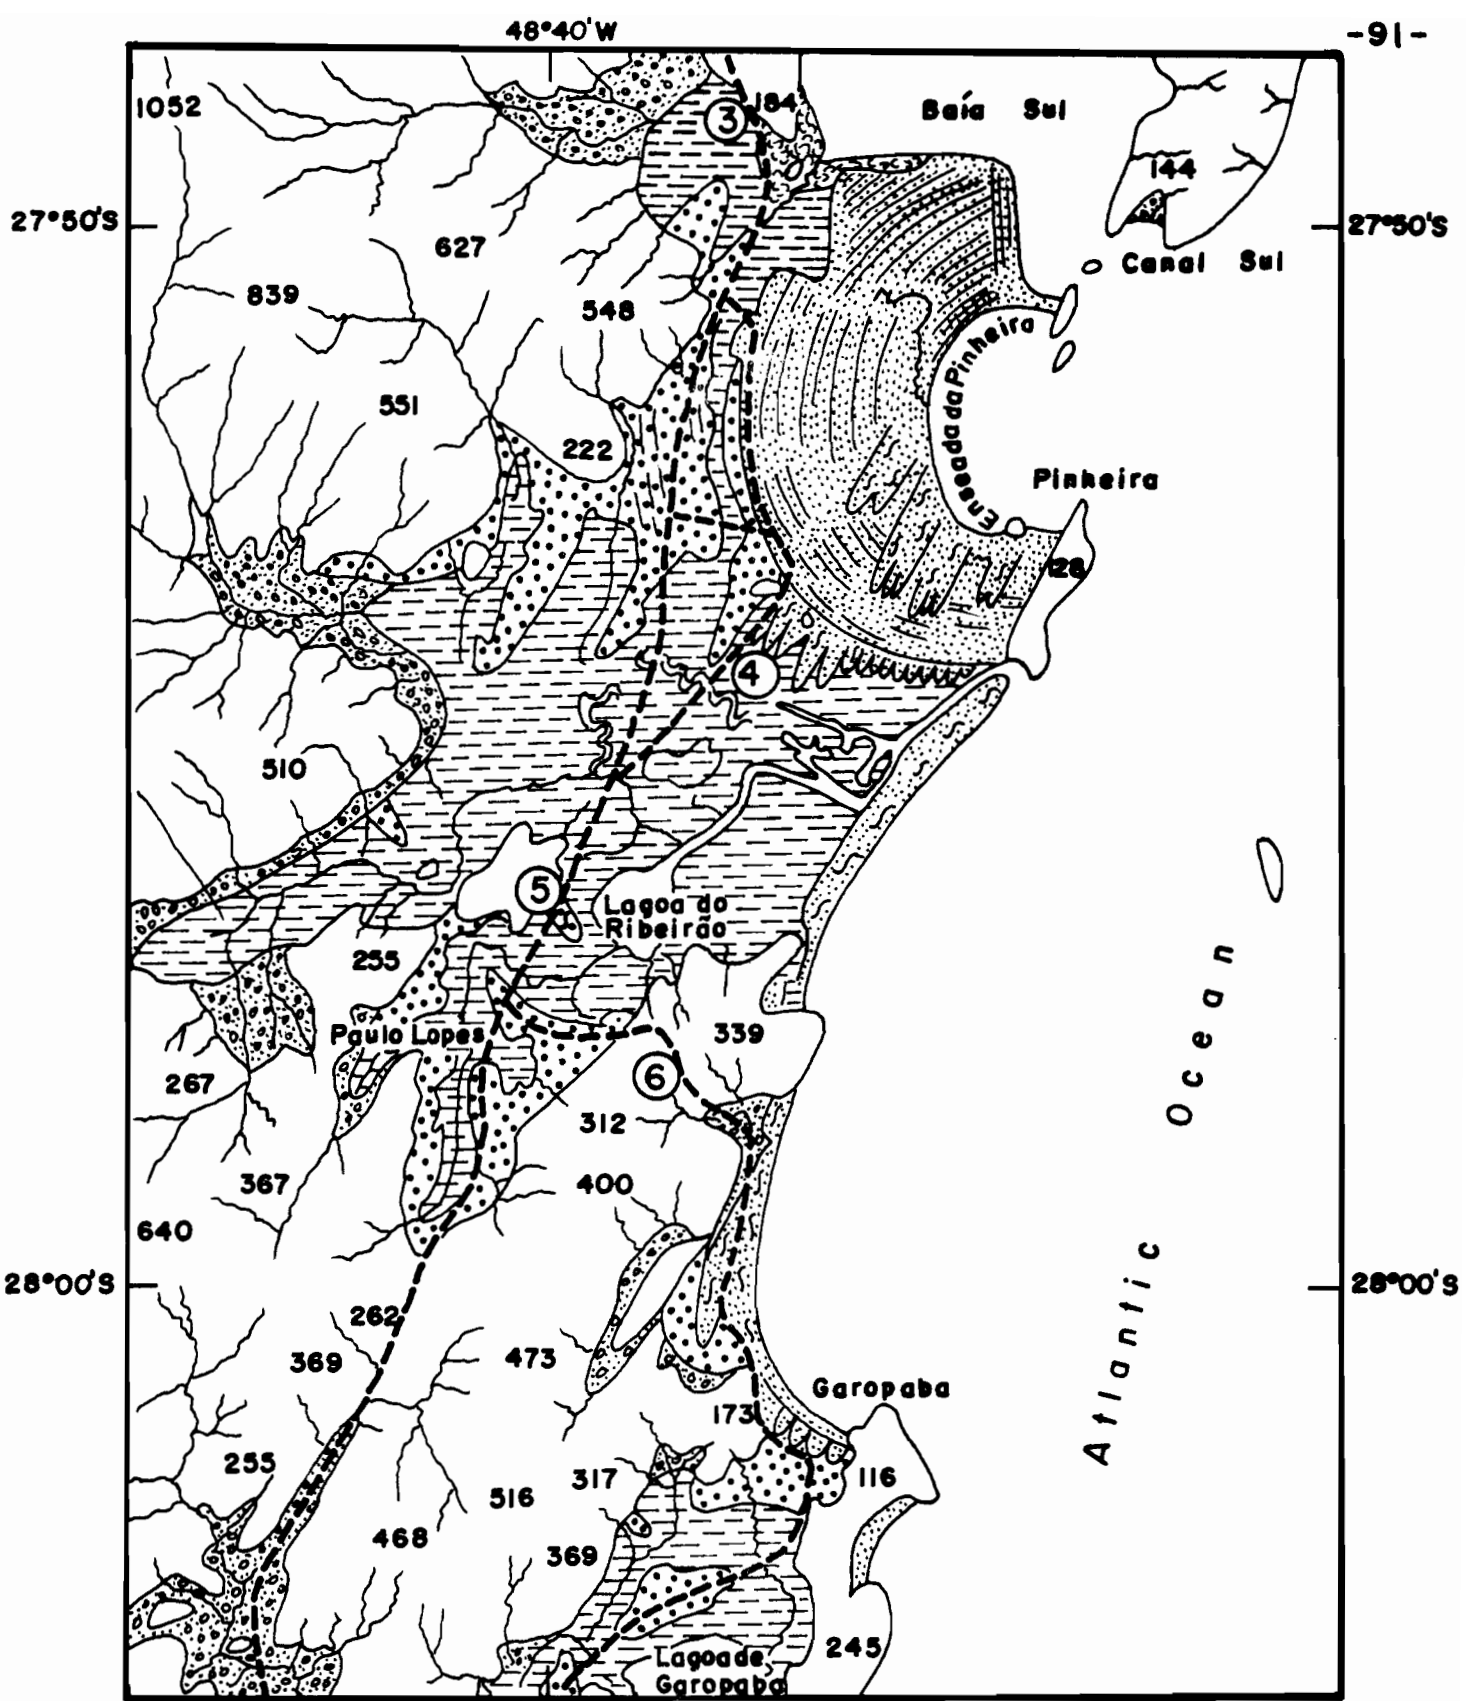 48°40'W
-91-
1052
3
184
Baía Sul
144
27°50'S
27°50'S
627
Canal Sul
839
548
Enseada da Pinheira
551
222
Pinheira
128
4
510
5
Lagoa do
Ribeirão
255
Paulo Lopes
339
267
6
312
367
400
640
Atlantic Ocean
28°00'S
28°00'S
262
369
473
Garopaba
173
255
317
116
516
468
369
245
Lagoa de
Garopaba